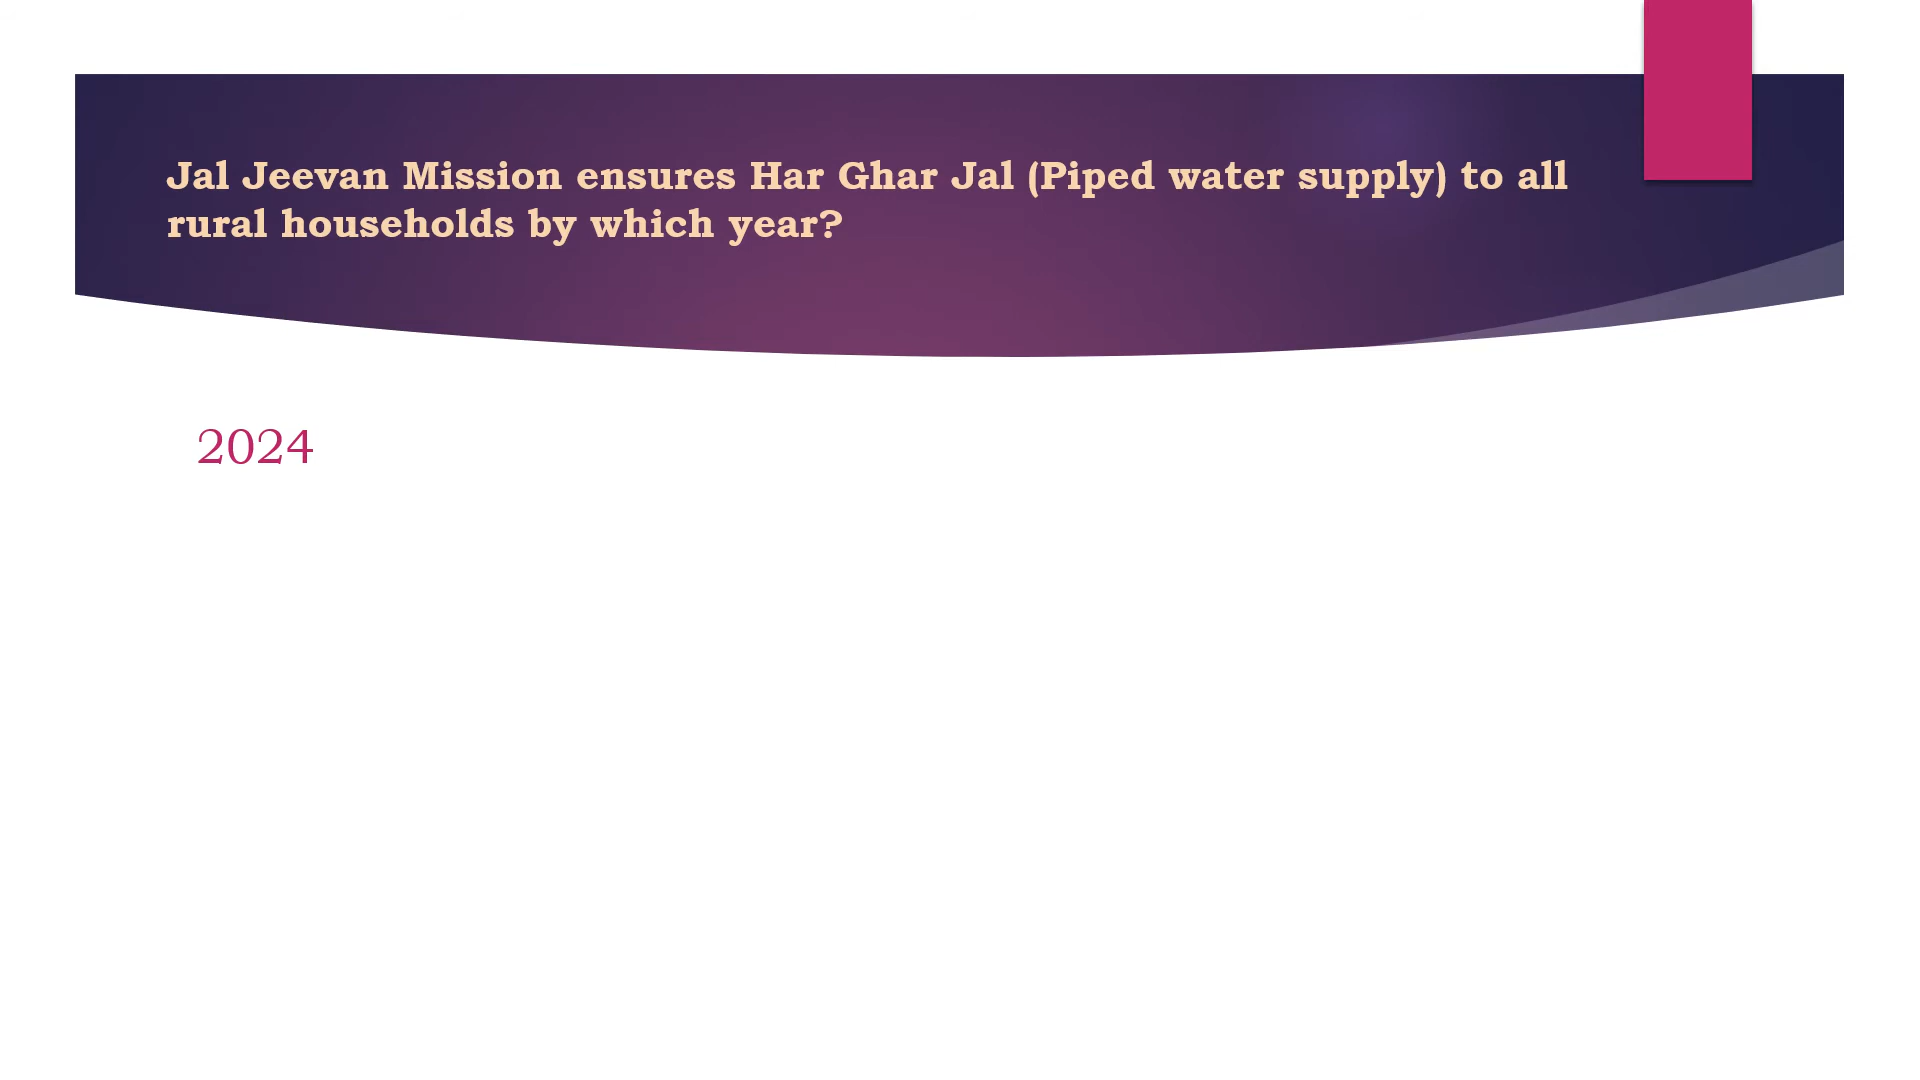 Jal Jeevan Mission ensures Har Ghar Jal (Piped water supply) to all
rural households by which year?
2024